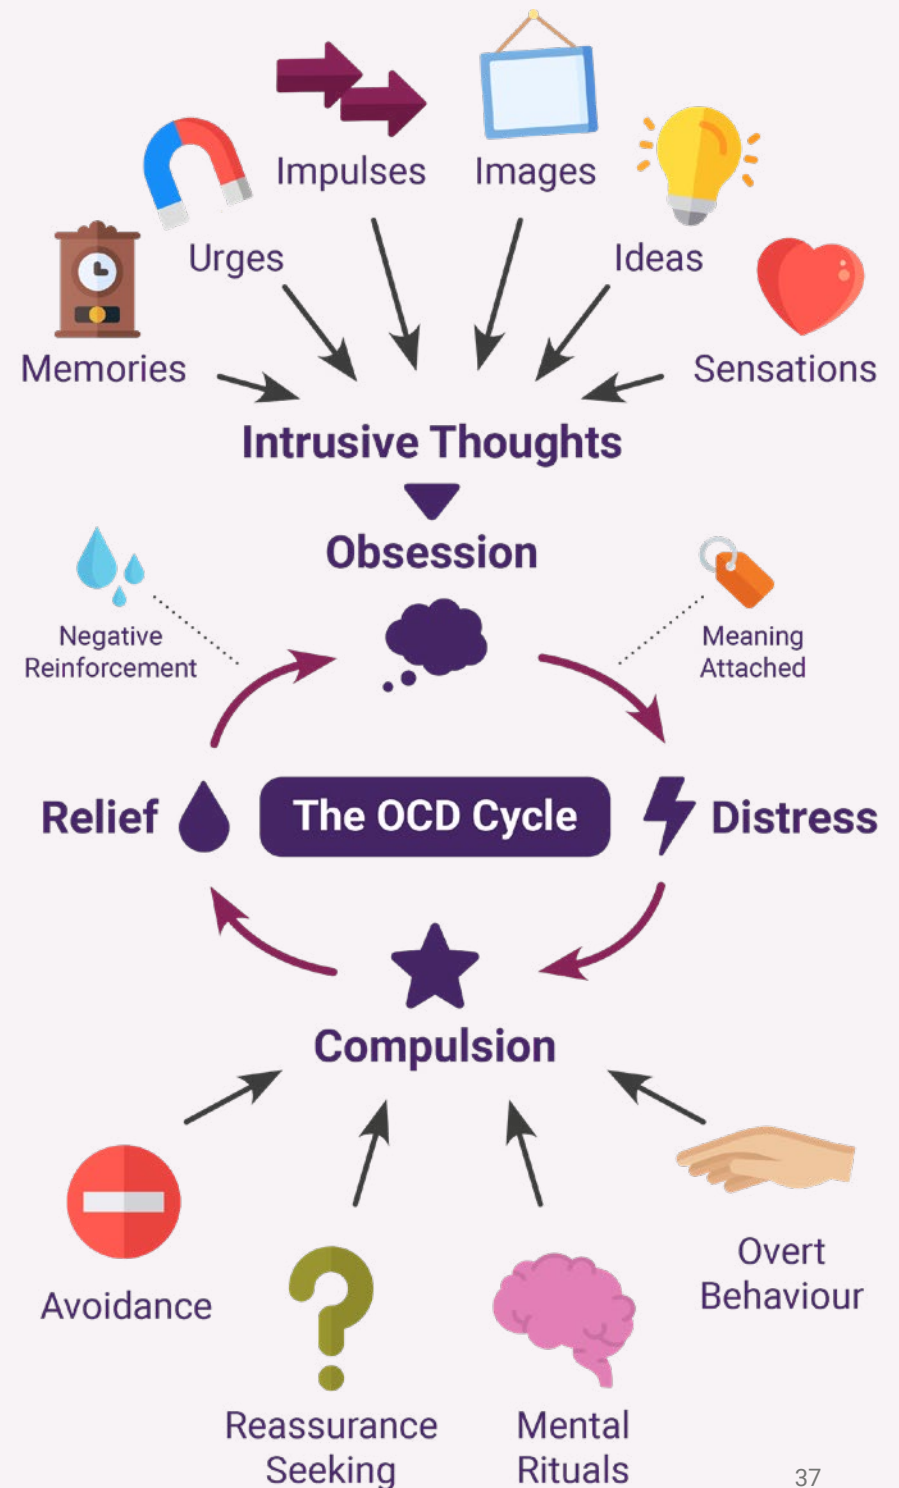 Impulses
Images
Urges
Ideas
Memories
Sensations
Intrusive Thoughts
Obsession
Negative
Reinforcement
Meaning
Attached
Relief
The OCD Cycle
Distress
Compulsion
Avoidance
Overt
Behaviour
Reassurance
Seeking
Mental
Rituals
37